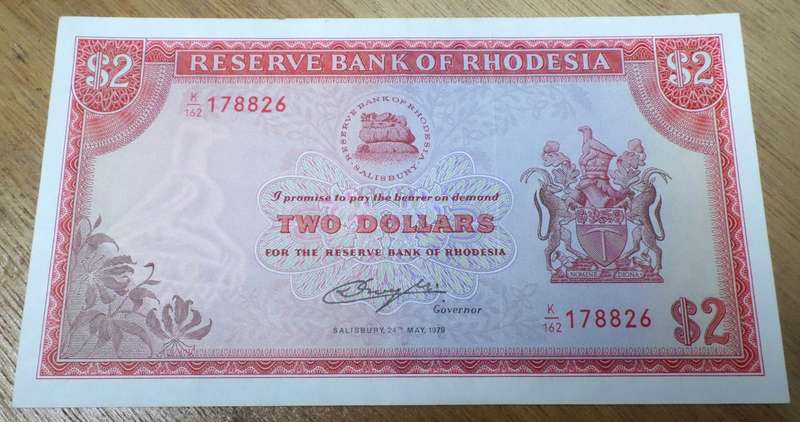 $2
RESERVE BANK OF RHODESIA
$2
K/162 178826
RESERVE BANK OF RHODESIA
SALISBURY
I promise to pay the bearer on demand
TWO DOLLARS
FOR THE RESERVE BANK OF RHODESIA
Governor
SALISBURY, 24TH MAY, 1979
K/162 178826
$2